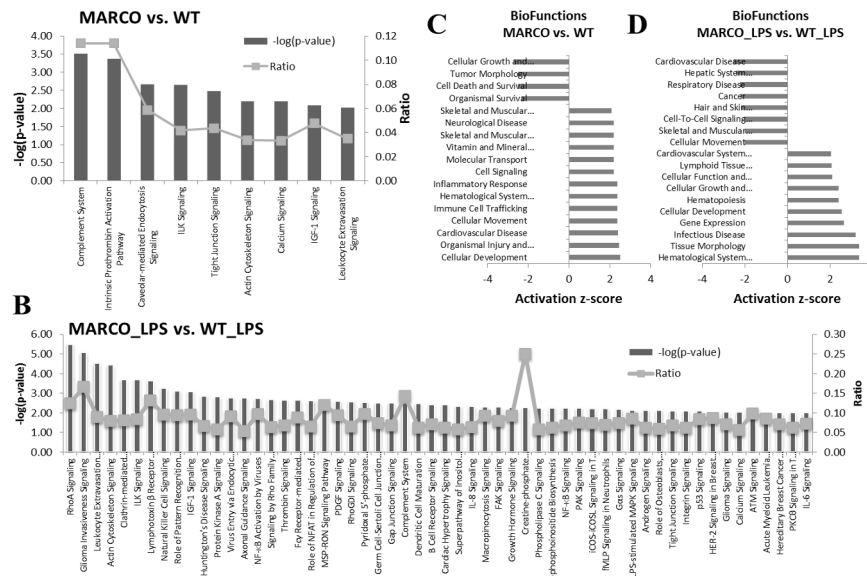 MARCO vs. WT
4.00
3.50
3.00
2.50
2.00
1.50
1.00
0.50
0.00
-log(p-value)
-log(p-value)
Ratio
0.12
0.10
0.08
0.06
0.04
0.02
0.00
Ratio
Complement System
Intrinsic Prothrombin Activation
Pathway
Caveolar-mediated Endocytosis
Signaling
ILK Signaling
Tight Junction Signaling
Actin Cytoskeleton Signaling
Calcium Signaling
IGF-1 Signaling
Leukocyte Extravasation Signaling
C
BioFunctions
MARCO vs. WT
Cellular Growth and…
Tumor Morphology
Cell Death and Survival
Organismal Survival
Skeletal and Muscular…
Neurological Disease
Skeletal and Muscular…
Vitamin and Mineral…
Molecular Transport
Cell Signaling
Inflammatory Response
Hematological System…
Immune Cell Trafficking
Cellular Movement
Cardiovascular Disease
Organismal Injury and…
Cellular Development
-4 -2 0 2 4
Activation z-score
D
BioFunctions
MARCO_LPS vs. WT_LPS
Cardiovascular Disease
Hepatic System…
Respiratory Disease
Cancer
Hair and Skin…
Cell-To-Cell Signaling…
Skeletal and Muscular…
Cellular Movement
Cardiovascular System…
Lymphoid Tissue…
Cellular Function and…
Cellular Growth and…
Hematopoiesis
Cellular Development
Gene Expression
Infectious Disease
Tissue Morphology
Hematological System…
-4 -2 0 2 4
Activation z-score
B
MARCO_LPS vs. WT_LPS
6.00
5.00
4.00
3.00
2.00
1.00
0.00
-log(p-value)
-log(p-value)
Ratio
0.30
0.25
0.20
0.15
0.10
0.05
0.00
Ratio
RhoA Signaling
Glioma Invasiveness Signaling
Leukocyte Extravasation…
Actin Cytoskeleton Signaling
Clathrin-mediated…
ILK Signaling
Lymphotoxin β Receptor…
Natural Killer Cell Signaling
Role of Pattern Recognition…
IGF-1 Signaling
Huntington's Disease Signaling
Protein Kinase A Signaling
Virus Entry via Endocytic…
Axonal Guidance Signaling
NF-κB Activation by Viruses
Signaling by Rho Family…
Thrombin Signaling
Fcγ Receptor-mediated…
Role of NFAT in Regulation of…
MSP-RON Signaling Pathway
PDGF Signaling
RhoGDI Signaling
Pyridoxal 5'-phosphate…
Germ Cell-Sertoli Cell Junction…
Gap Junction Signaling
Complement System
Dendritic Cell Maturation
B Cell Receptor Signaling
Cardiac Hypertrophy Signaling
Superpathway of Inositol…
IL-8 Signaling
Macropinocytosis Signaling
FAK Signaling
Growth Hormone Signaling
Creatine-phosphate…
Phospholipase C Signaling
-phosphoinositide Biosynthesis
NF-κB Signaling
PAK Signaling
iCOS-iCOSL Signaling in T…
fMLP Signaling in Neutrophils
Gas Signaling
LPS-stimulated MAPK Signaling
Androgen Signaling
Role of Osteoblasts,…
Tight Junction Signaling
Integrin Signaling
p53 Signaling
HER-2 Signaling in Breast…
Glioma Signaling
Calcium Signaling
ATM Signaling
Acute Myeloid Leukemia…
Hereditary Breast Cancer…
PKCθ Signaling in T…
IL-6 Signaling